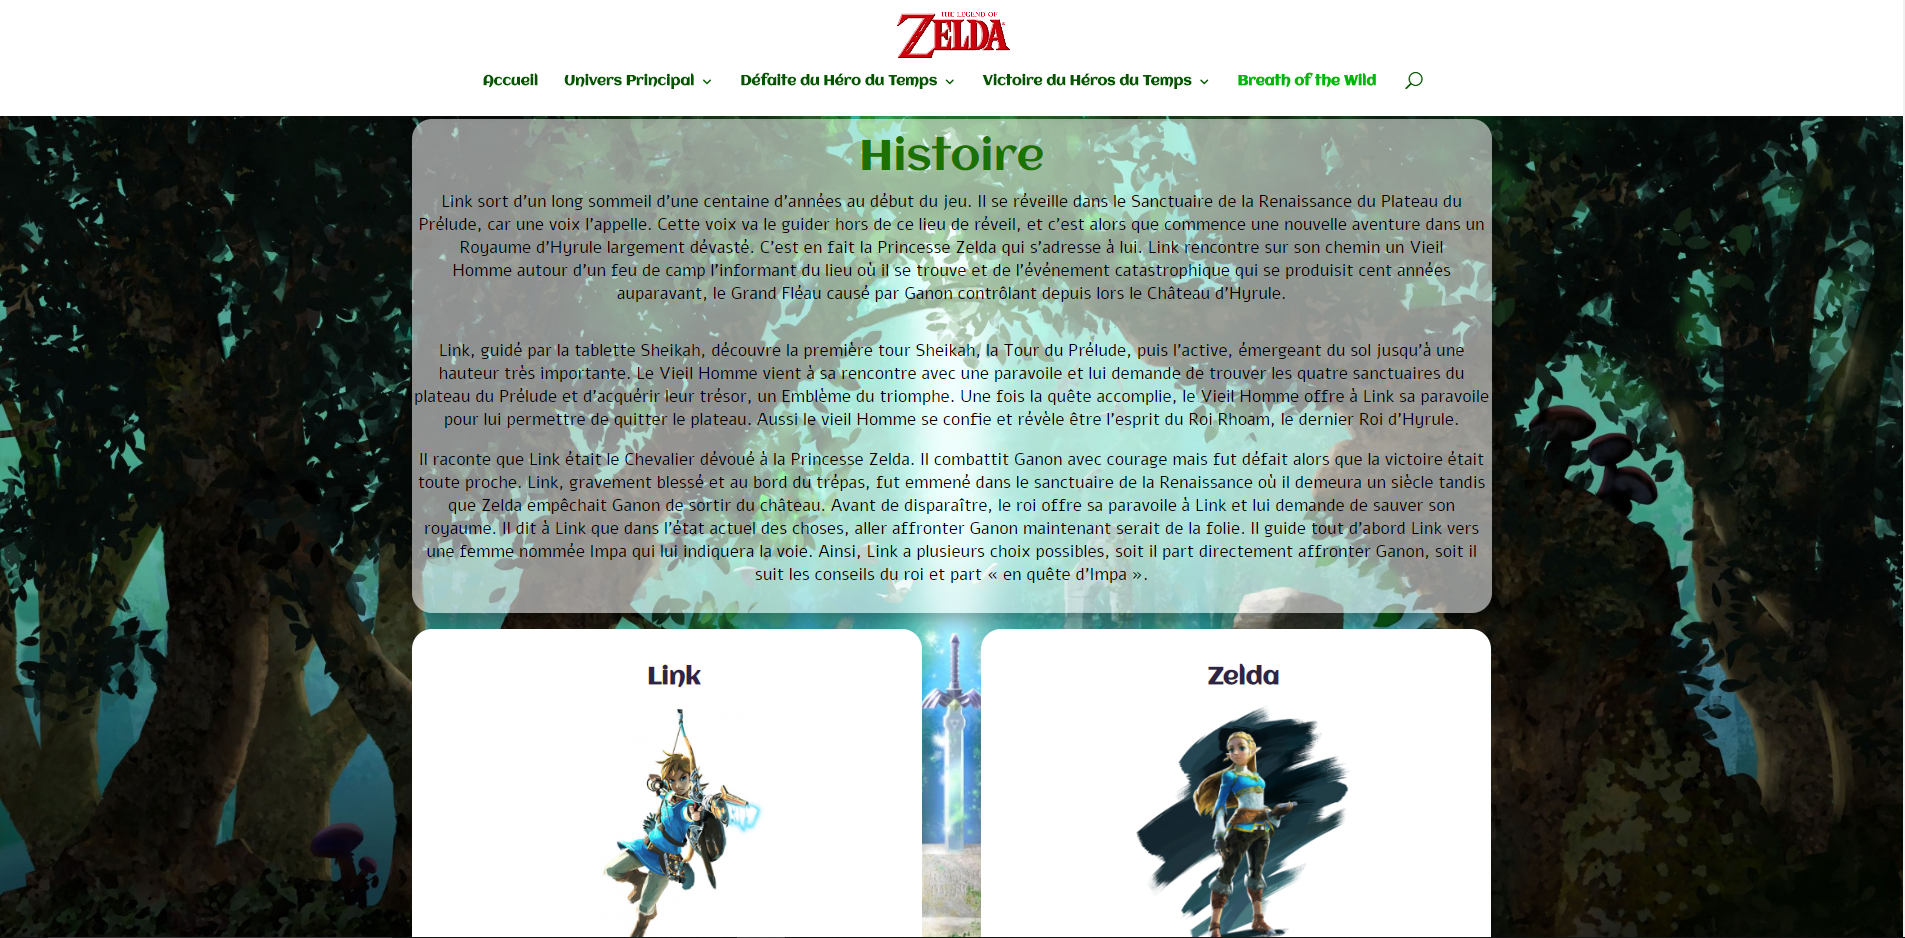 THE LEGEND OF
ZELDA
Accueil Univers Principal Défaite du Héro du Temps Victoire du Héros du Temps Breath of the Wild
Histoire
Link sort d'un long sommeil d'une centaine d'années au début du jeu. Il se réveille dans le Sanctuaire de la Renaissance du Plateau du
Prélude, car une voix l'appelle. Cette voix va le guider hors de ce lieu de réveil, et c'est alors que commence une nouvelle aventure dans un
Royaume d'Hyrule largement dévasté. C'est en fait la Princesse Zelda qui s'adresse à lui. Link rencontre sur son chemin un Vieil
Homme autour d'un feu de camp l'informant du lieu où il se trouve et de l'événement catastrophique qui se produisit cent années
auparavant, le Grand Fléau causé par Ganon contrôlant depuis lors le Château d'Hyrule.
Link, guidé par la tablette Sheikah, découvre la première tour Sheikah, la Tour du Prélude, puis l'active, émergeant du sol jusqu'à une
hauteur très importante. Le Vieil Homme vient à sa rencontre avec une paravoile et lui demande de trouver les quatre sanctuaires du
plateau du Prélude et d'acquérir leur trésor, un Emblème du triomphe. Une fois la quête accomplie, le Vieil Homme offre à Link sa paravoile
pour lui permettre de quitter le plateau. Aussi le vieil Homme se confie et révèle être l'esprit du Roi Rhoam, le dernier Roi d'Hyrule.
Il raconte que Link était le Chevalier dévoué à la Princesse Zelda. Il combattit Ganon avec courage mais fut défait alors que la victoire était
toute proche. Link, gravement blessé et au bord du trépas, fut emmené dans le sanctuaire de la Renaissance où il demeura un siècle tandis
que Zelda empêchait Ganon de sortir du château. Avant de disparaître, le roi offre sa paravoile à Link et lui demande de sauver son
royaume. Il dit à Link que dans l'état actuel des choses, aller affronter Ganon maintenant serait de la folie. Il guide tout d'abord Link vers
une femme nommée Impa qui lui indiquera la voie. Ainsi, Link a plusieurs choix possibles, soit il part directement affronter Ganon, soit il
suit les conseils du roi et part « en quête d'Impa ».
Link Zelda